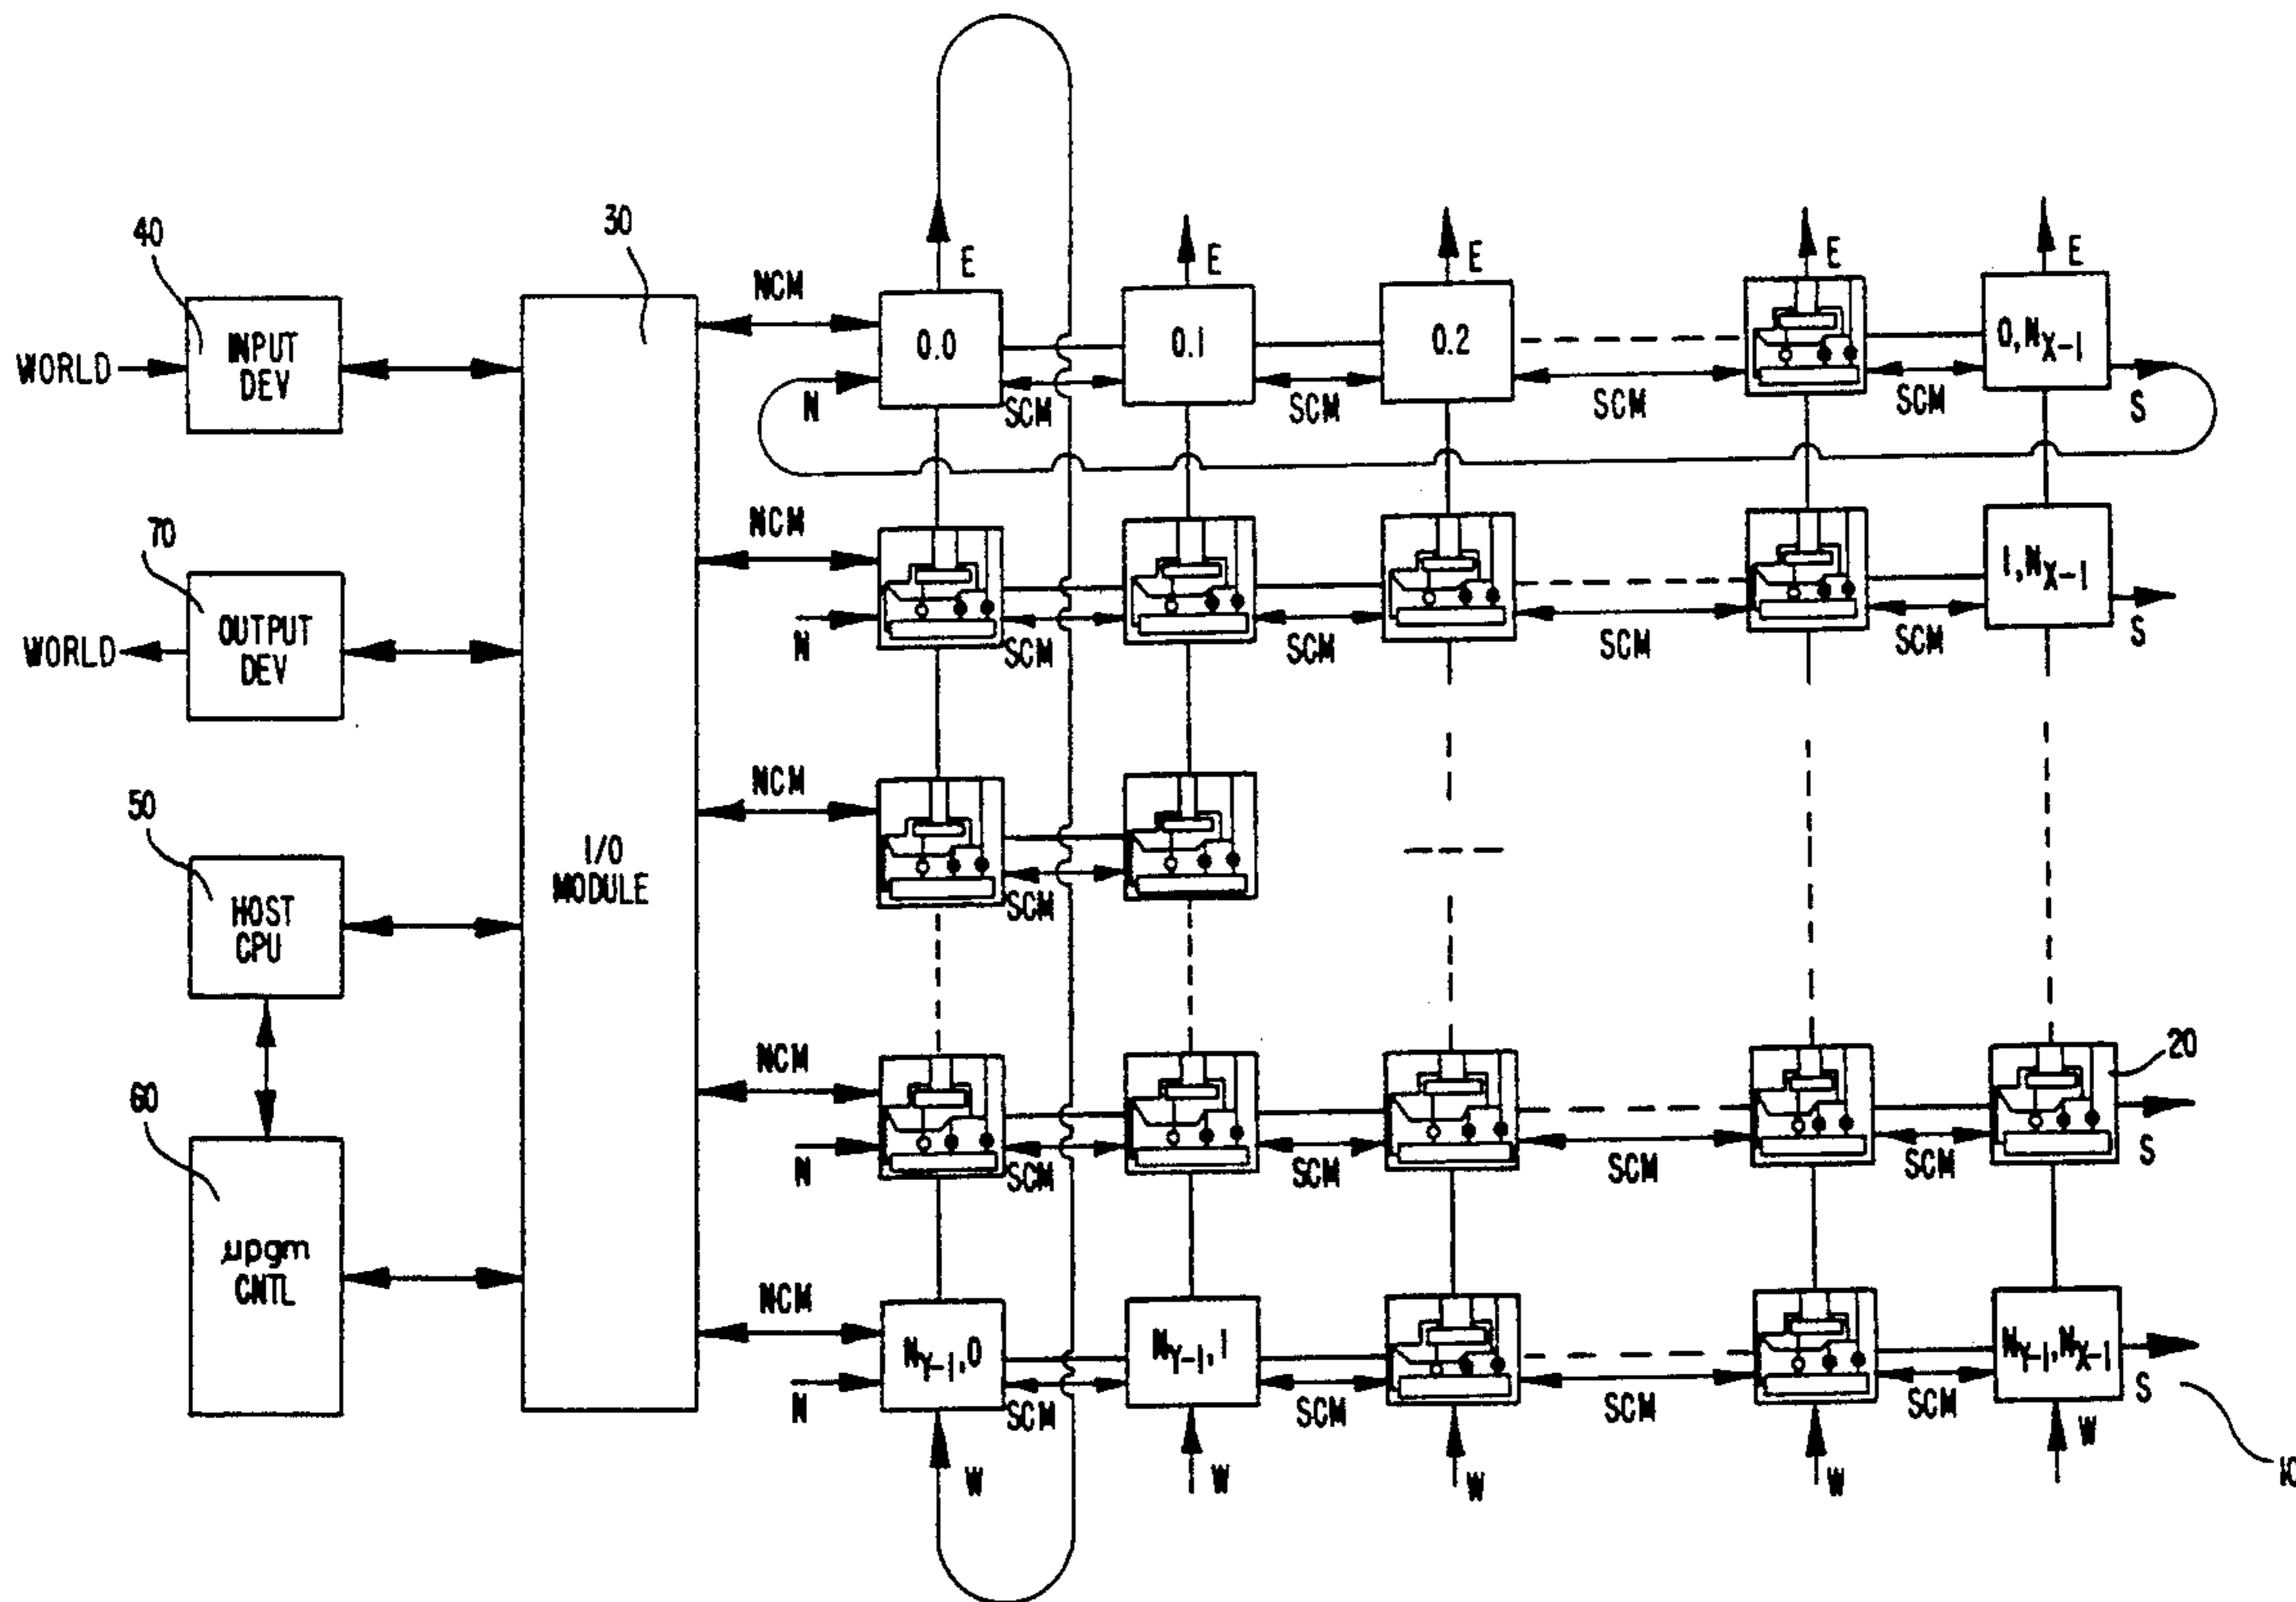 40
30
E
E
E
E
E
NCM
WORLD
INPUT
DEV
0.0
0.1
0.2
0,NX-1
N
SCM
SCM
SCM
SCM
S
70
NCM
WORLD
OUTPUT
DEV
1,NX-1
N
SCM
SCM
SCM
SCM
S
50
NCM
I/O
MODULE
HOST
CPU
SCM
60
NCM
20
N
SCM
SCM
SCM
SCM
S
μpgm
CNTL
NCM
NY-1,0
NY-1,1
NY-1,NX-1
N
SCM
SCM
SCM
SCM
S
W
W
W
W
W
10